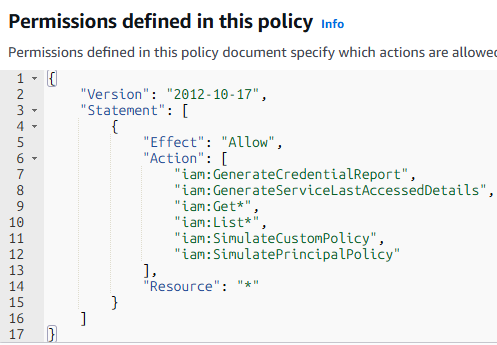 Permissions defined in this policy Info
Permissions defined in this policy document specify which actions are allowed
1 {
2 "Version": "2012-10-17",
3 "Statement": [
4 {
5 "Effect": "Allow",
6 "Action": [
7 "iam:GenerateCredentialReport",
8 "iam:GenerateServiceLastAccessedDetails",
9 "iam:Get*",
10 "iam:List*",
11 "iam:SimulateCustomPolicy",
12 "iam:SimulatePrincipalPolicy"
13 ],
14 "Resource": "*"
15 }
16 ]
17 }